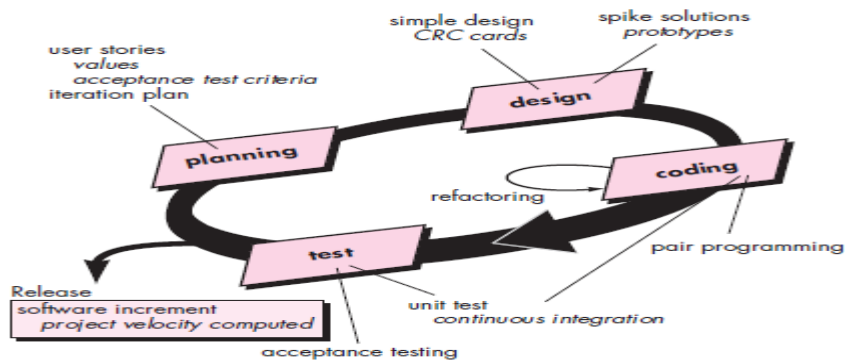 simple design
CRC cards
spike solutions
prototypes
user stories
values
acceptance test criteria
iteration plan
design
planning
coding
refactoring
pair programming
test
Release
software increment
project velocity computed
unit test
continuous integration
acceptance testing